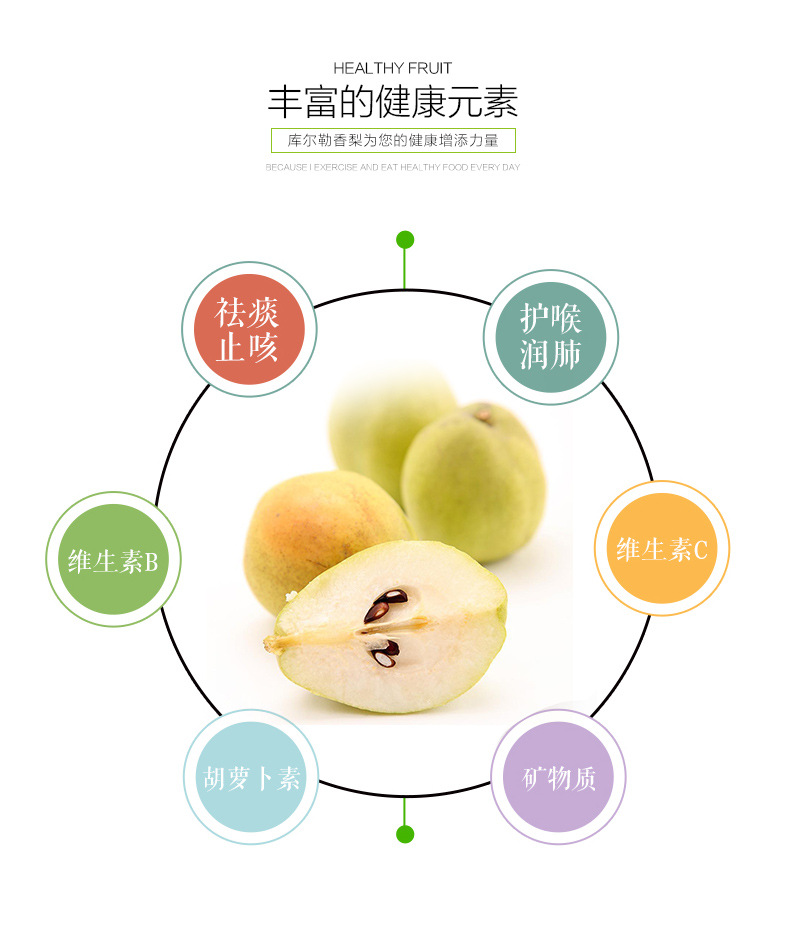 HEALTHY FRUIT
丰富的健康元素
库尔勒香梨为您的健康增添力量
BECAUSE I EXERCISE AND EAT HEALTHY FOOD EVERY DAY
祛痰
止咳
护喉
润肺
维生素B
维生素C
胡萝卜素
矿物质